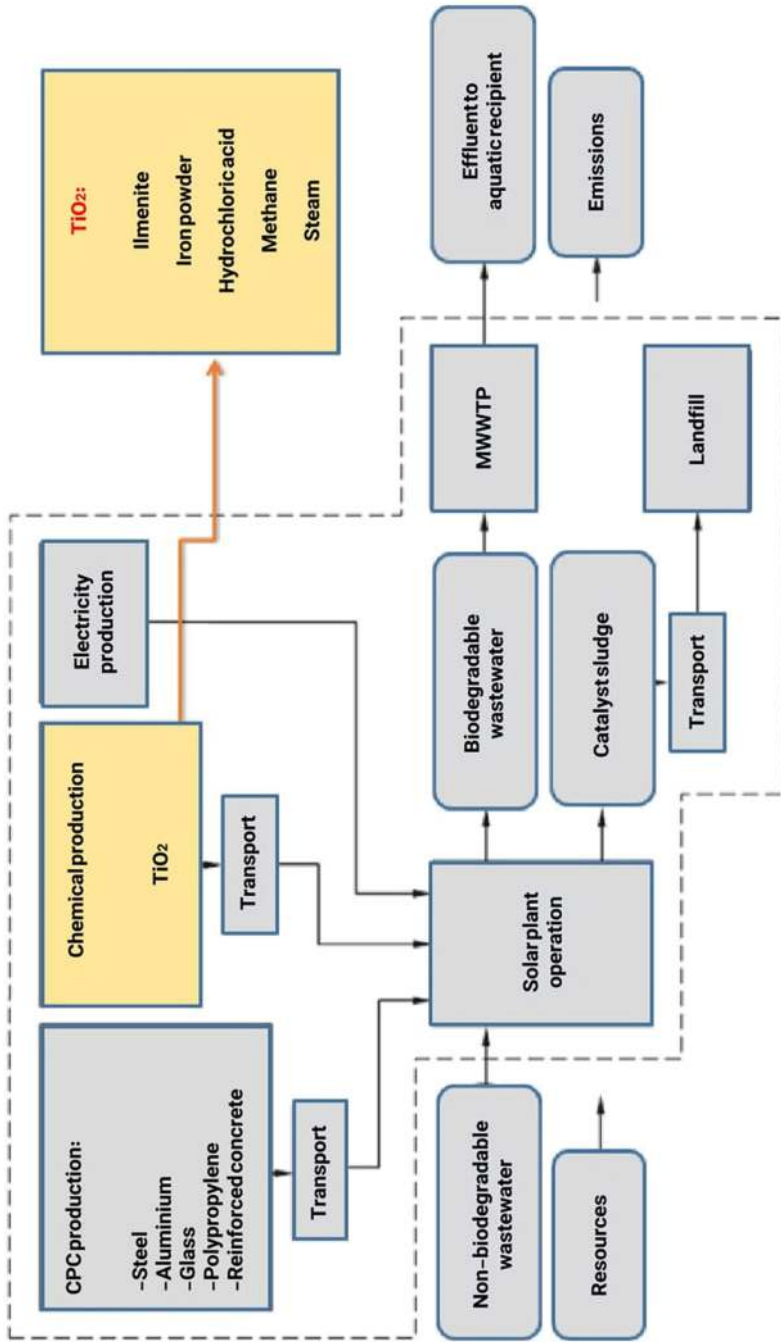 CPC production:
-Steel
-Aluminium
-Glass
-Polypropylene
-Reinforced concrete
Transport
Chemical production
TiO2
Transport
Electricity
production
TiO2:
Ilmenite
Iron powder
Hydrochloric acid
Methane
Steam
Non-biodegradable
wastewater
Resources
Solar plant
operation
Biodegradable
wastewater
Catalyst sludge
Transport
MWWTP
Landfill
Effluent to
aquatic recipient
Emissions